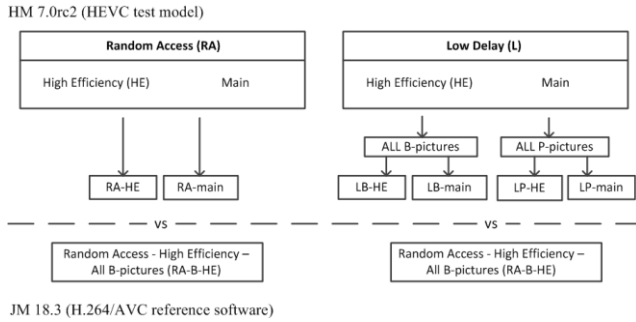 HM 7.0rc2 (HEVC test model)
Random Access (RA)
High Efficiency (HE) Main
Low Delay (L)
High Efficiency (HE) Main
ALL B-pictures ALL P-pictures
RA-HE RA-main LB-HE LB-main LP-HE LP-main
vs vs
Random Access - High Efficiency –
All B-pictures (RA-B-HE)
Random Access - High Efficiency –
All B-pictures (RA-B-HE)
JM 18.3 (H.264/AVC reference software)